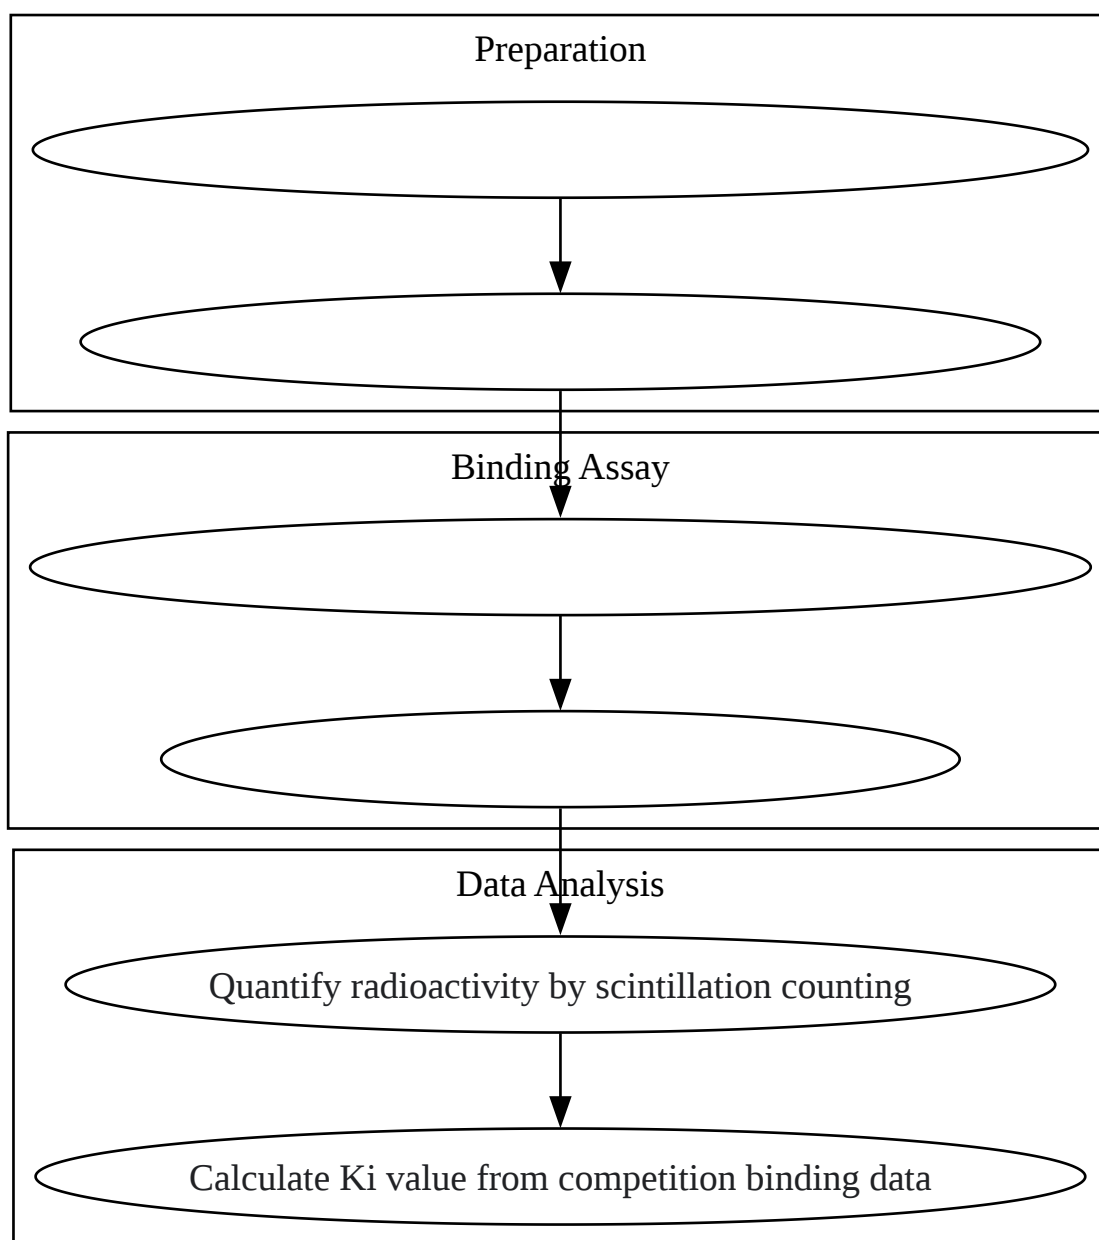 Preparation
Binding Assay
Data Analysis
Quantify radioactivity by scintillation counting
Calculate Ki value from competition binding data